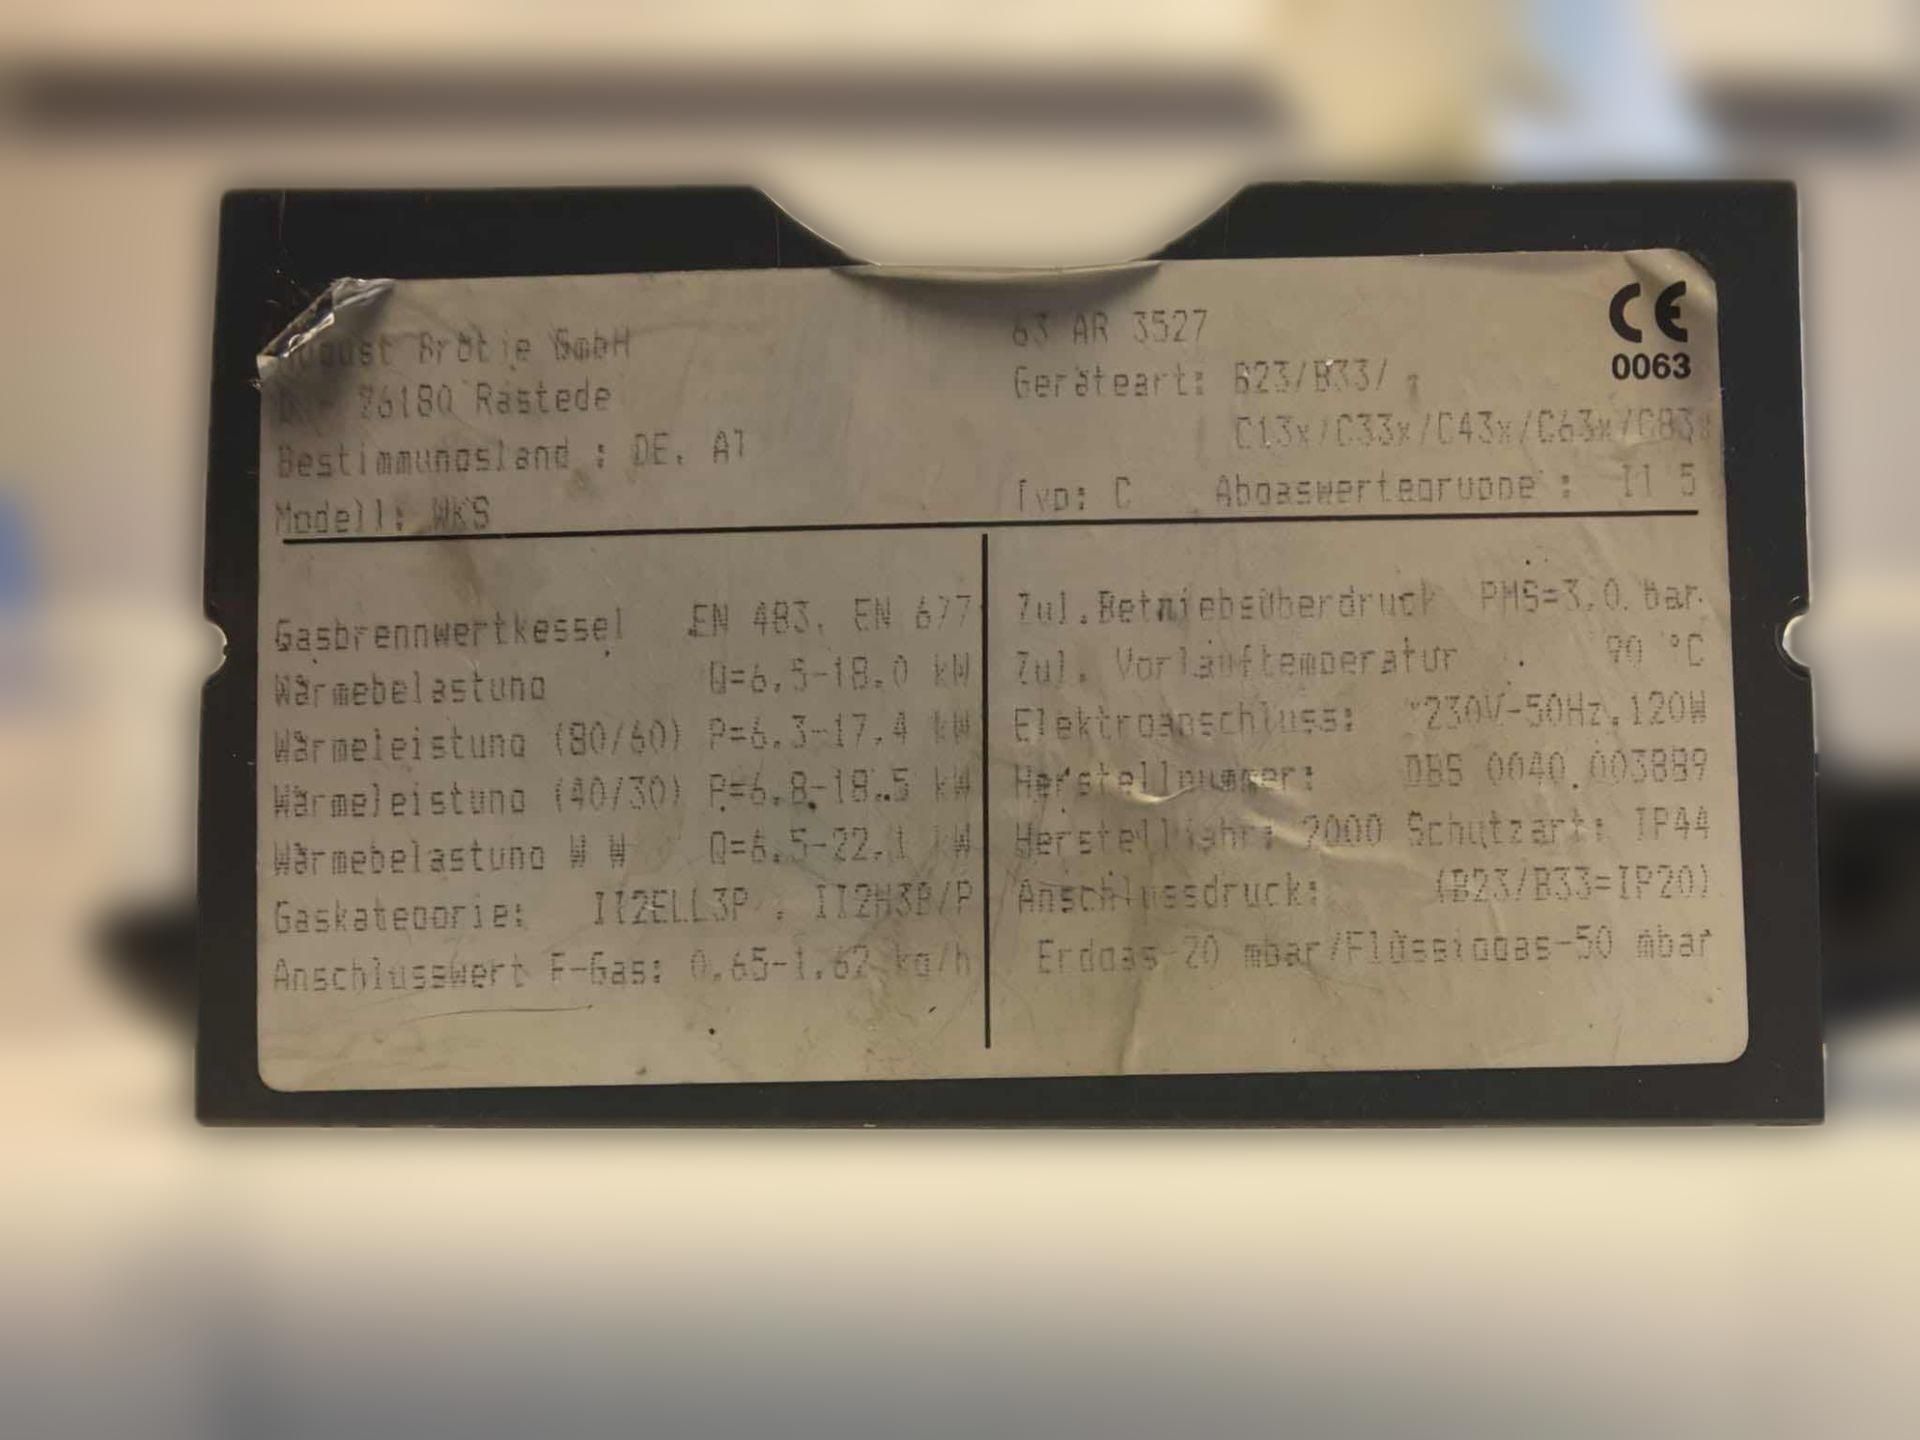 August Brötje GmbH
D - 26180 Rastede
Bestimmungsland : DE, AT
Modell: WKS
63 AR 3527
Geräteart: B23/B33/
C13x/C33x/C43x/C63x/C83x
Typ: C Abgaswertegruppe : 5
CE
0063
Gasbrennwertkessel EN 483, EN 677
Wärmebelastung Q=6,5-18,0 kW
Wärmeleistung (80/60) P=6,3-17,4 kW
Wärmeleistung (40/30) P=6,8-18,5 kW
Wärmebelastung W W Q=6,5-22,1 kW
Gaskategorie: II2ELL3P , II2H3B/P
Anschlusswert F-Gas: 0,65-1,62 kg/h
Zul.Betriebsüberdruck PMS=3,0 bar
Zul. Vorlauftemperatur 90 °C
Elektroanschluss: ~230V-50Hz,120W
Herstellnummer: DBS 0040.003889
Herstelljahr: 2000 Schutzart: IP44
Anschlussdruck: (B23/B33=IP20)
Erdgas-20 mbar/Flüssiggas-50 mbar